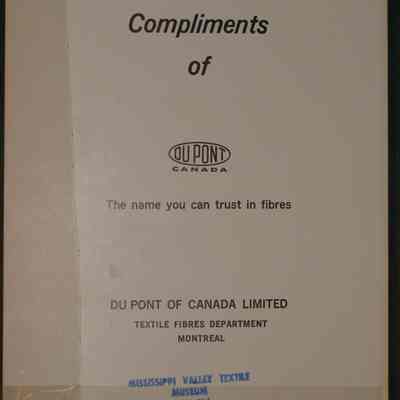 Compliments
of
DU PONT
CANADA
The name you can trust in fibres
DU PONT OF CANADA LIMITED
TEXTILE FIBRES DEPARTMENT
MONTREAL
MISSISSIPPI VALLEY TEXTILE
MUSEUM